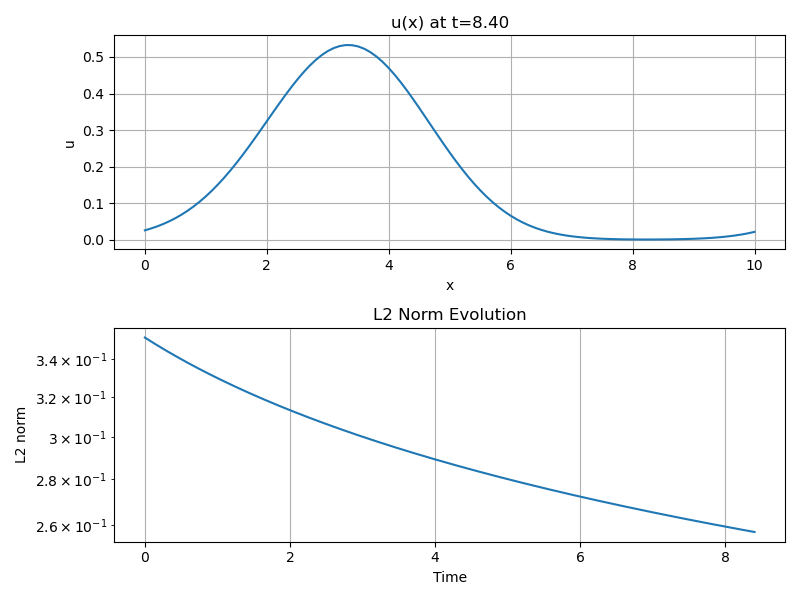 u(x) at t=8.40
0.5
0.4
0.3
0.2
0.1
0.0
u
0 2 4 6 8 10
x
L2 Norm Evolution
3.4 × 10⁻¹
3.2 × 10⁻¹
3 × 10⁻¹
2.8 × 10⁻¹
2.6 × 10⁻¹
L2 norm
0 2 4 6 8
Time